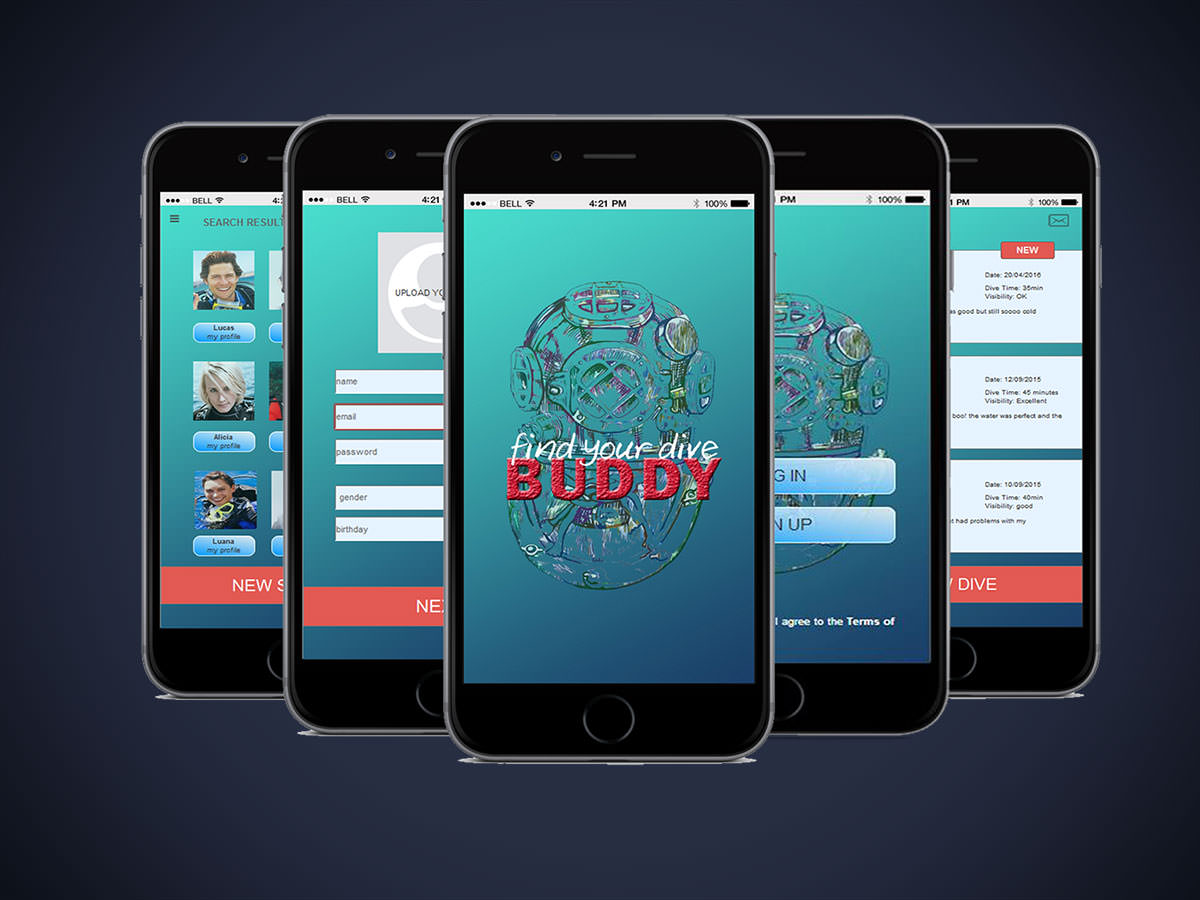 BELL 4:2
SEARCH RESULT
Lucas
my profile
Alicia
my profile
Luana
my profile
NEW S
BELL 4:21
UPLOAD YO
name
email
password
gender
birthday
NEX
BELL 4:21 PM 100%
find your dive
BUDDY
PM 100%
G IN
N UP
I agree to the Terms of
1 PM 100%
NEW
Date: 20/04/2016
Dive Time: 35min
Visibility: OK
as good but still soooo cold
Date: 12/09/2015
Dive Time: 45 minutes
Visibility: Excellent
boo! the water was perfect and the
Date: 10/09/2015
Dive Time: 40min
Visibility: good
t had problems with my
DIVE